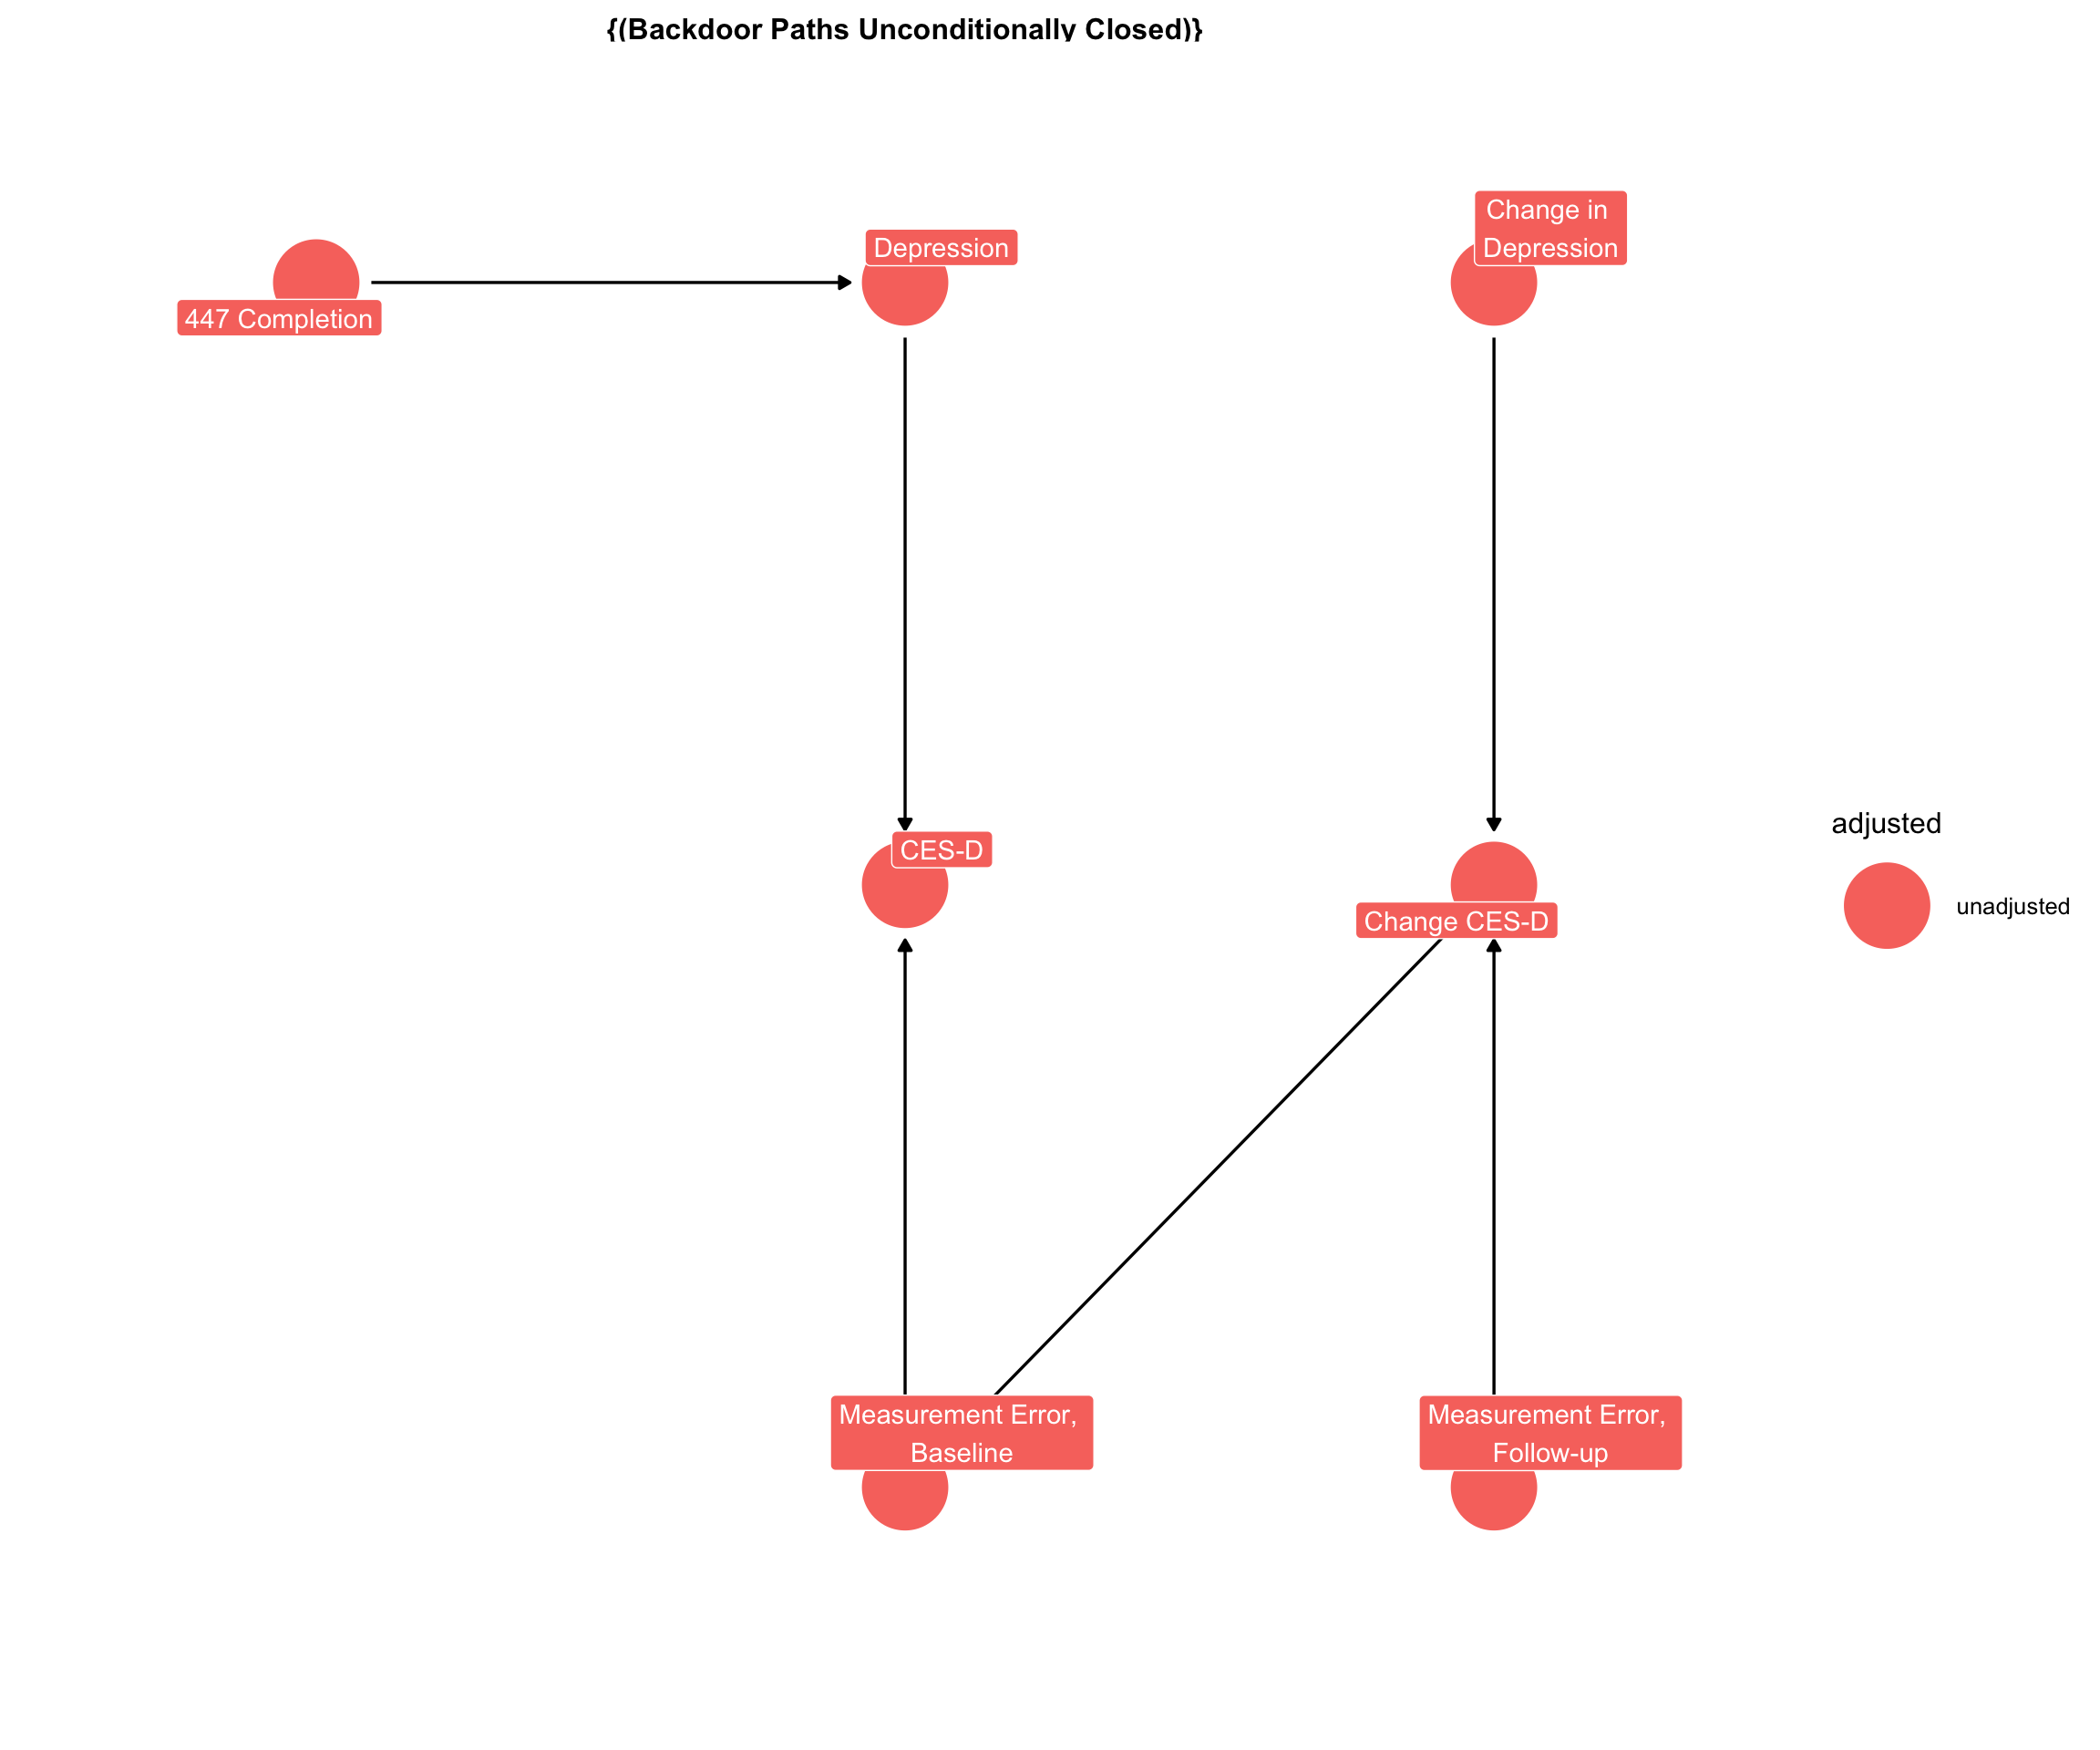 {(Backdoor Paths Unconditionally Closed)}
Change in
Depression
Depression
447 Completion
CES-D
Change CES-D
adjusted
unadjusted
Measurement Error,
Baseline
Measurement Error,
Follow-up